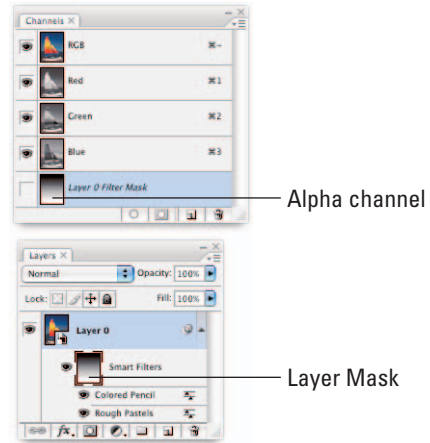 Channels ×
RGB ⌘~
Red ⌘1
Green ⌘2
Blue ⌘3
Layer 0 Filter Mask
Alpha channel
Layers ×
Normal Opacity: 100%
Lock: Fill: 100%
Layer 0
Smart Filters
Layer Mask
Colored Pencil
Rough Pastels
fx.